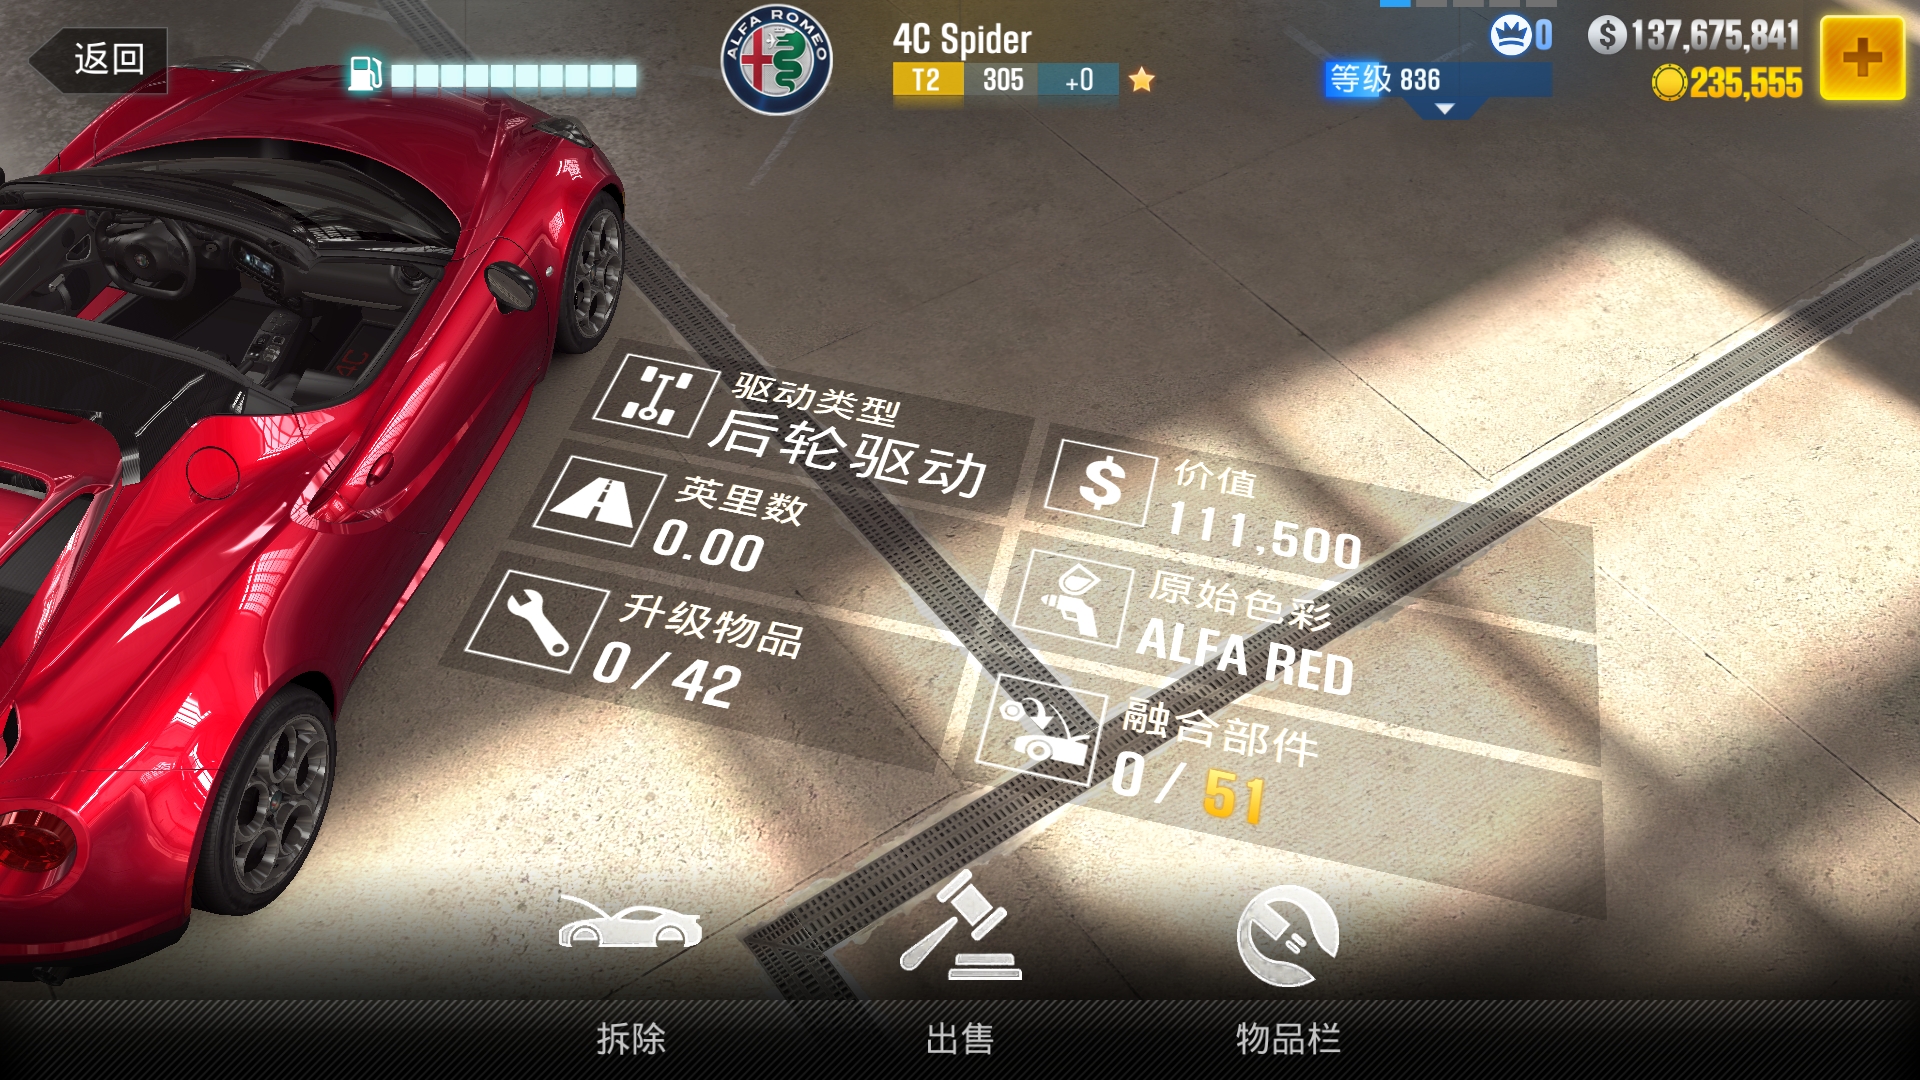 返回
ALFA ROMEO
4C Spider
T2 305 +0
0
等级 836
137,675,841
235,555
驱动类型
后轮驱动
英里数
0.00
升级物品
0 / 42
价值
111,500
原始色彩
ALFA RED
融合部件
0 / 51
4C
拆除
出售
物品栏